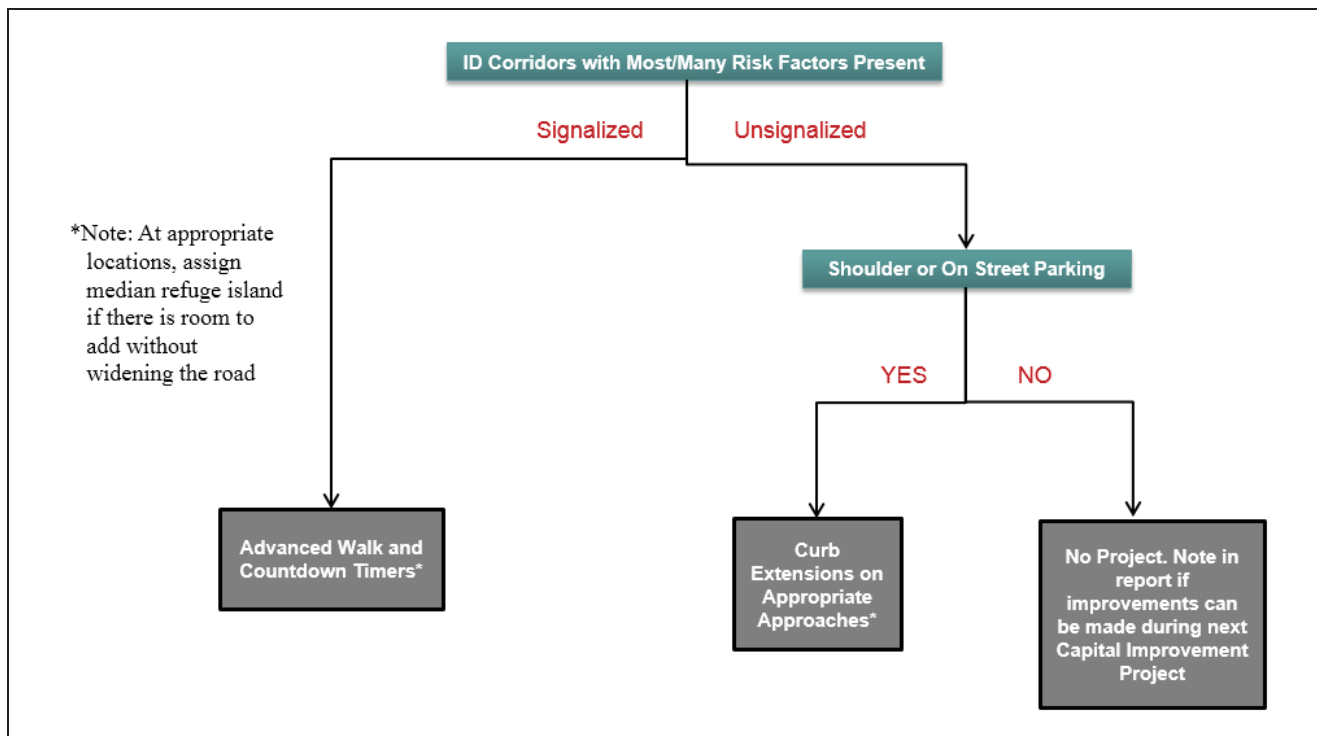 ID Corridors with Most/Many Risk Factors Present
Signalized
Unsignalized
*Note: At appropriate
locations, assign
median refuge island
if there is room to
add without
widening the road
Shoulder or On Street Parking
YES
NO
Advanced Walk and
Countdown Timers*
Curb
Extensions on
Appropriate
Approaches*
No Project. Note in
report if
improvements can
be made during next
Capital Improvement
Project